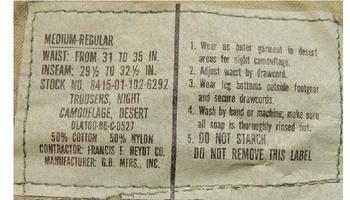 MEDIUM-REGULAR
WAIST: FROM 31 TO 35 IN.
INSEAM: 29½ TO 32½ IN.
STOCK NO. 8415-01-102-6292
TROUSERS, NIGHT
CAMOUFLAGE, DESERT
DLA100-86-C-0527
50% COTTON 50% NYLON
CONTRACTOR: FRANCIS E. HEYDT CO.
MANUFACTURER: G.B. MFRS., INC.
1. Wear as outer garment in desert
areas for night camouflage.
2. Adjust waist by drawcord.
3. Wear leg bottoms outside footgear
and secure drawcords.
4. Wash by hand or machine; make sure
all soap is thoroughly rinsed out.
5. DO NOT STARCH.
DO NOT REMOVE THIS LABEL